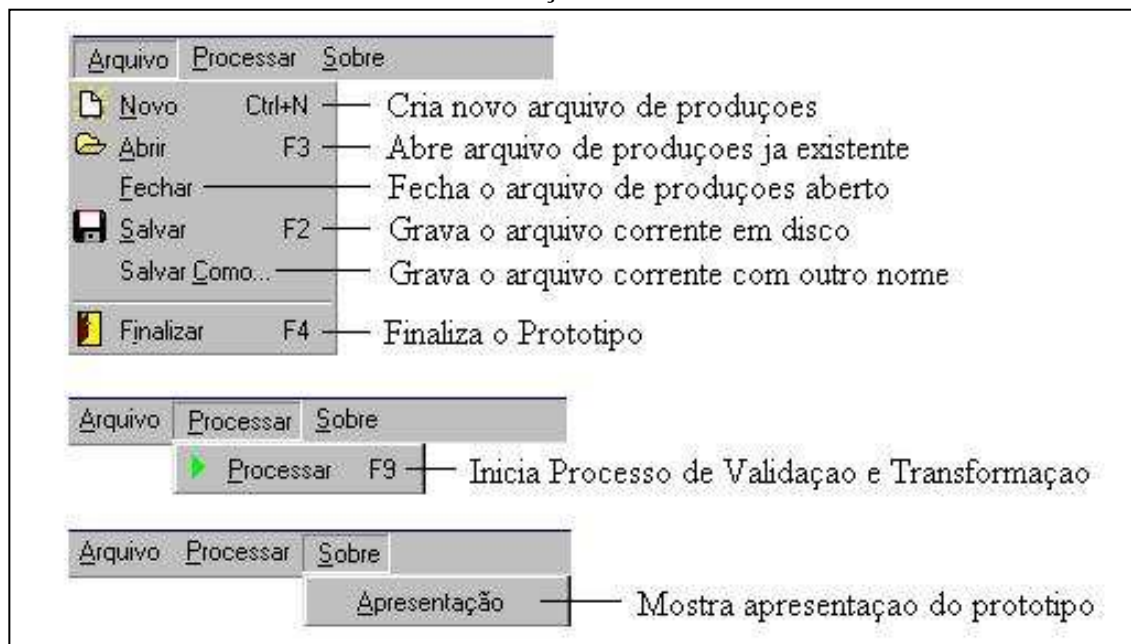 Arquivo Processar Sobre
Novo Ctrl+N Cria novo arquivo de produçoes
Abrir F3 Abre arquivo de produçoes ja existente
Fechar Fecha o arquivo de produçoes aberto
Salvar F2 Grava o arquivo corrente em disco
Salvar Como... Grava o arquivo corrente com outro nome
Finalizar F4 Finaliza o Prototipo
Arquivo Processar Sobre
Processar F9 Inicia Processo de Validaçao e Transformaçao
Arquivo Processar Sobre
Apresentação Mostra apresentaçao do prototipo